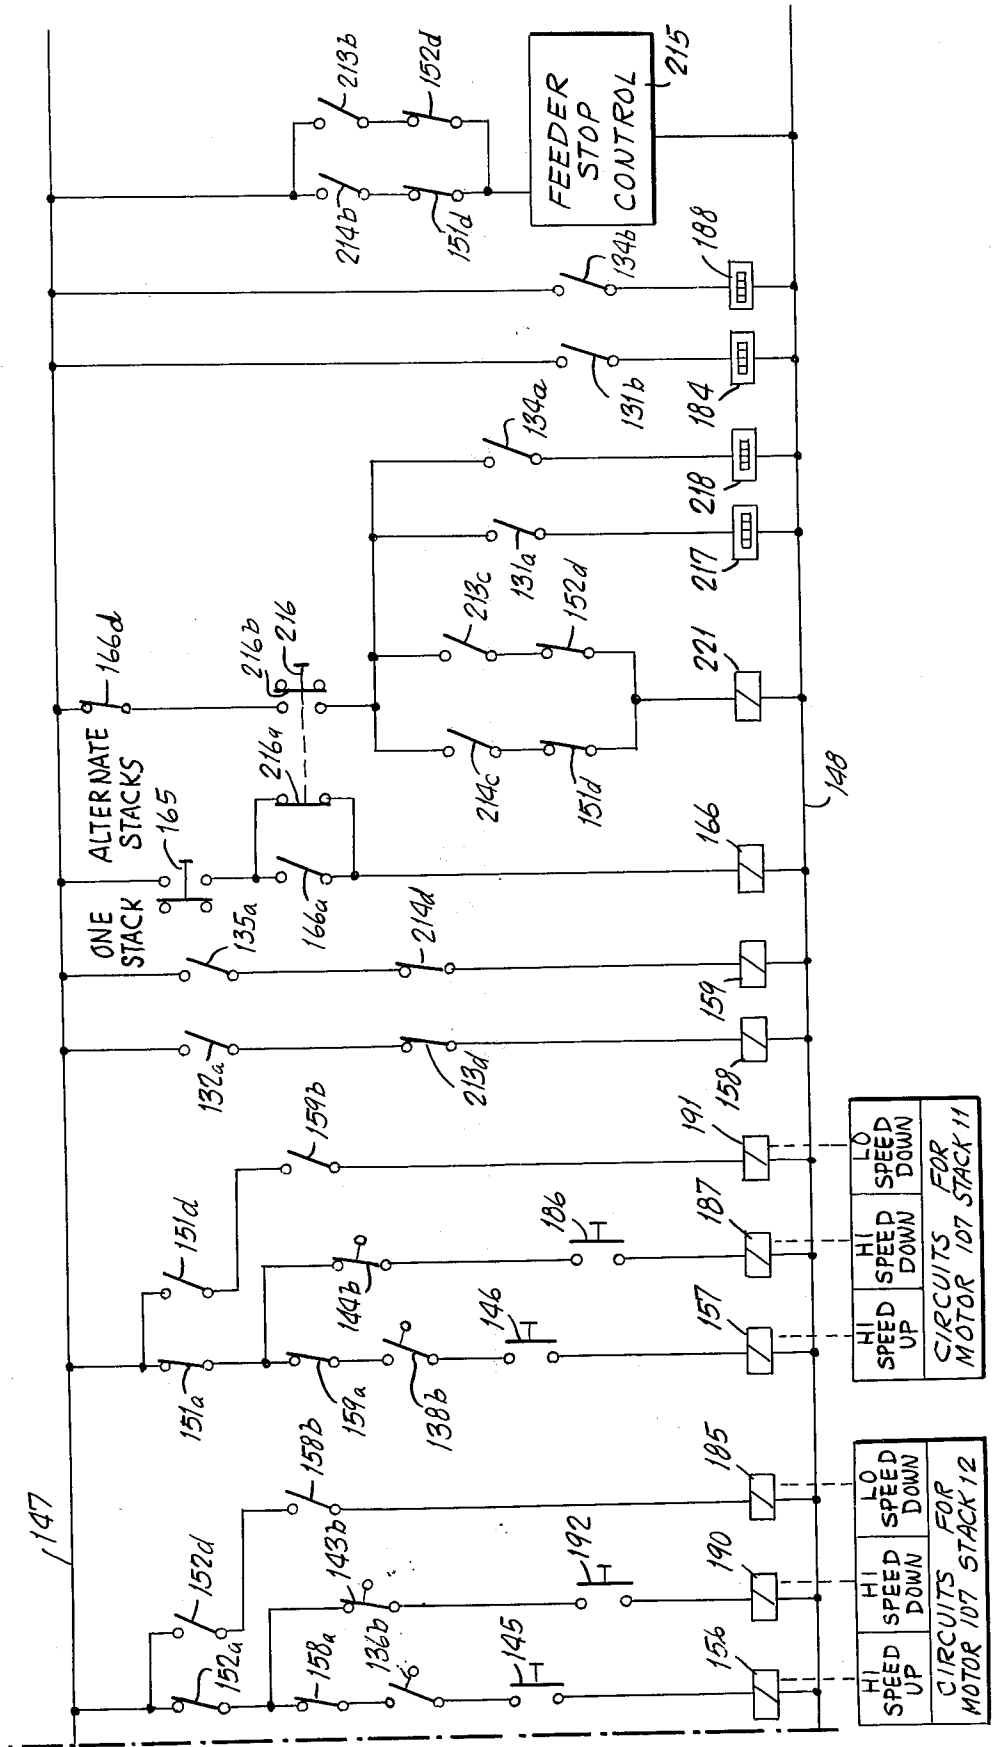 147
152d
152a
158b
158a
143b
136b
145
192
156
190
185
HI SPEED UP
HI SPEED DOWN
LO SPEED DOWN
CIRCUITS FOR
MOTOR 107 STACK 12
151d
151a
159b
159a
144b
138b
146
186
157
187
191
HI SPEED UP
HI SPEED DOWN
LO SPEED DOWN
CIRCUITS FOR
MOTOR 107 STACK 11
132a
213d
158
135a
214d
159
ONE
STACK
165
166a
166
ALTERNATE
STACKS
166d
216a
216b
216
214c
151d
213c
152d
221
148
131a
217
134a
218
131b
184
134b
188
214b
151d
213b
152d
FEEDER
STOP
CONTROL
215